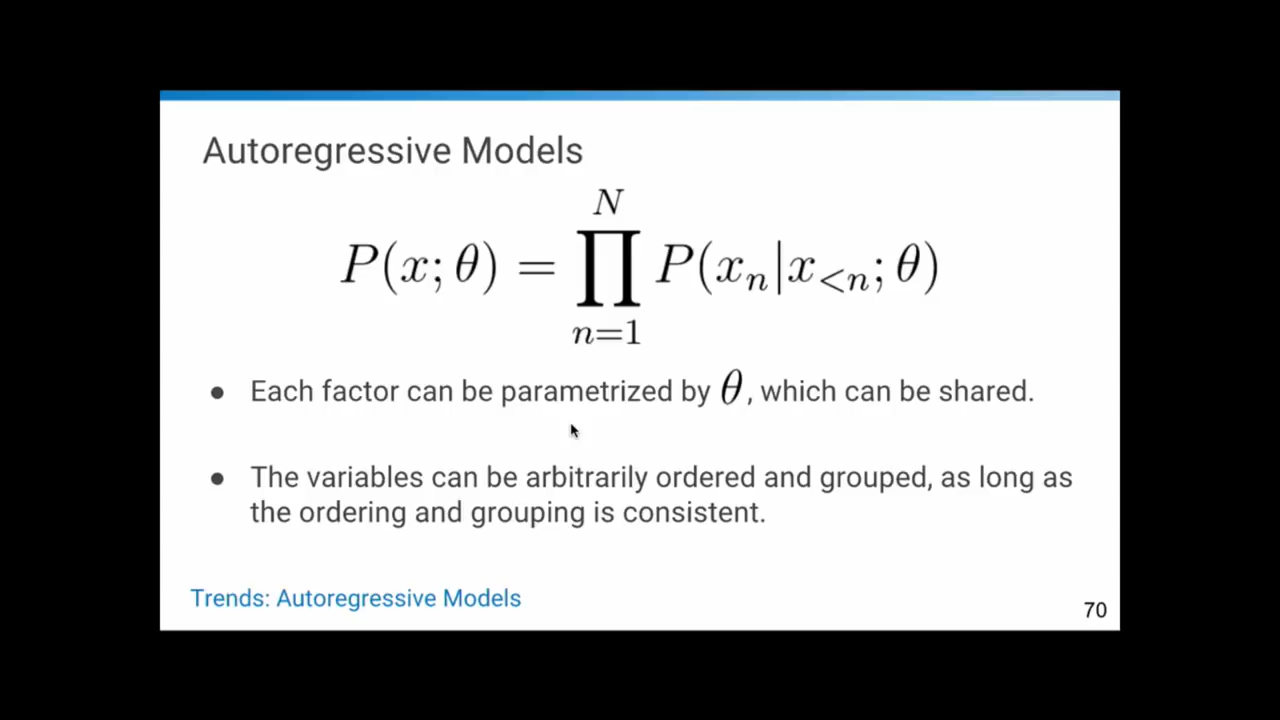 Autoregressive Models
P(x; θ) = ∏_{n=1}^{N} P(x_n|x_{<n}; θ)
● Each factor can be parametrized by θ, which can be shared.
● The variables can be arbitrarily ordered and grouped, as long as
the ordering and grouping is consistent.
Trends: Autoregressive Models
70